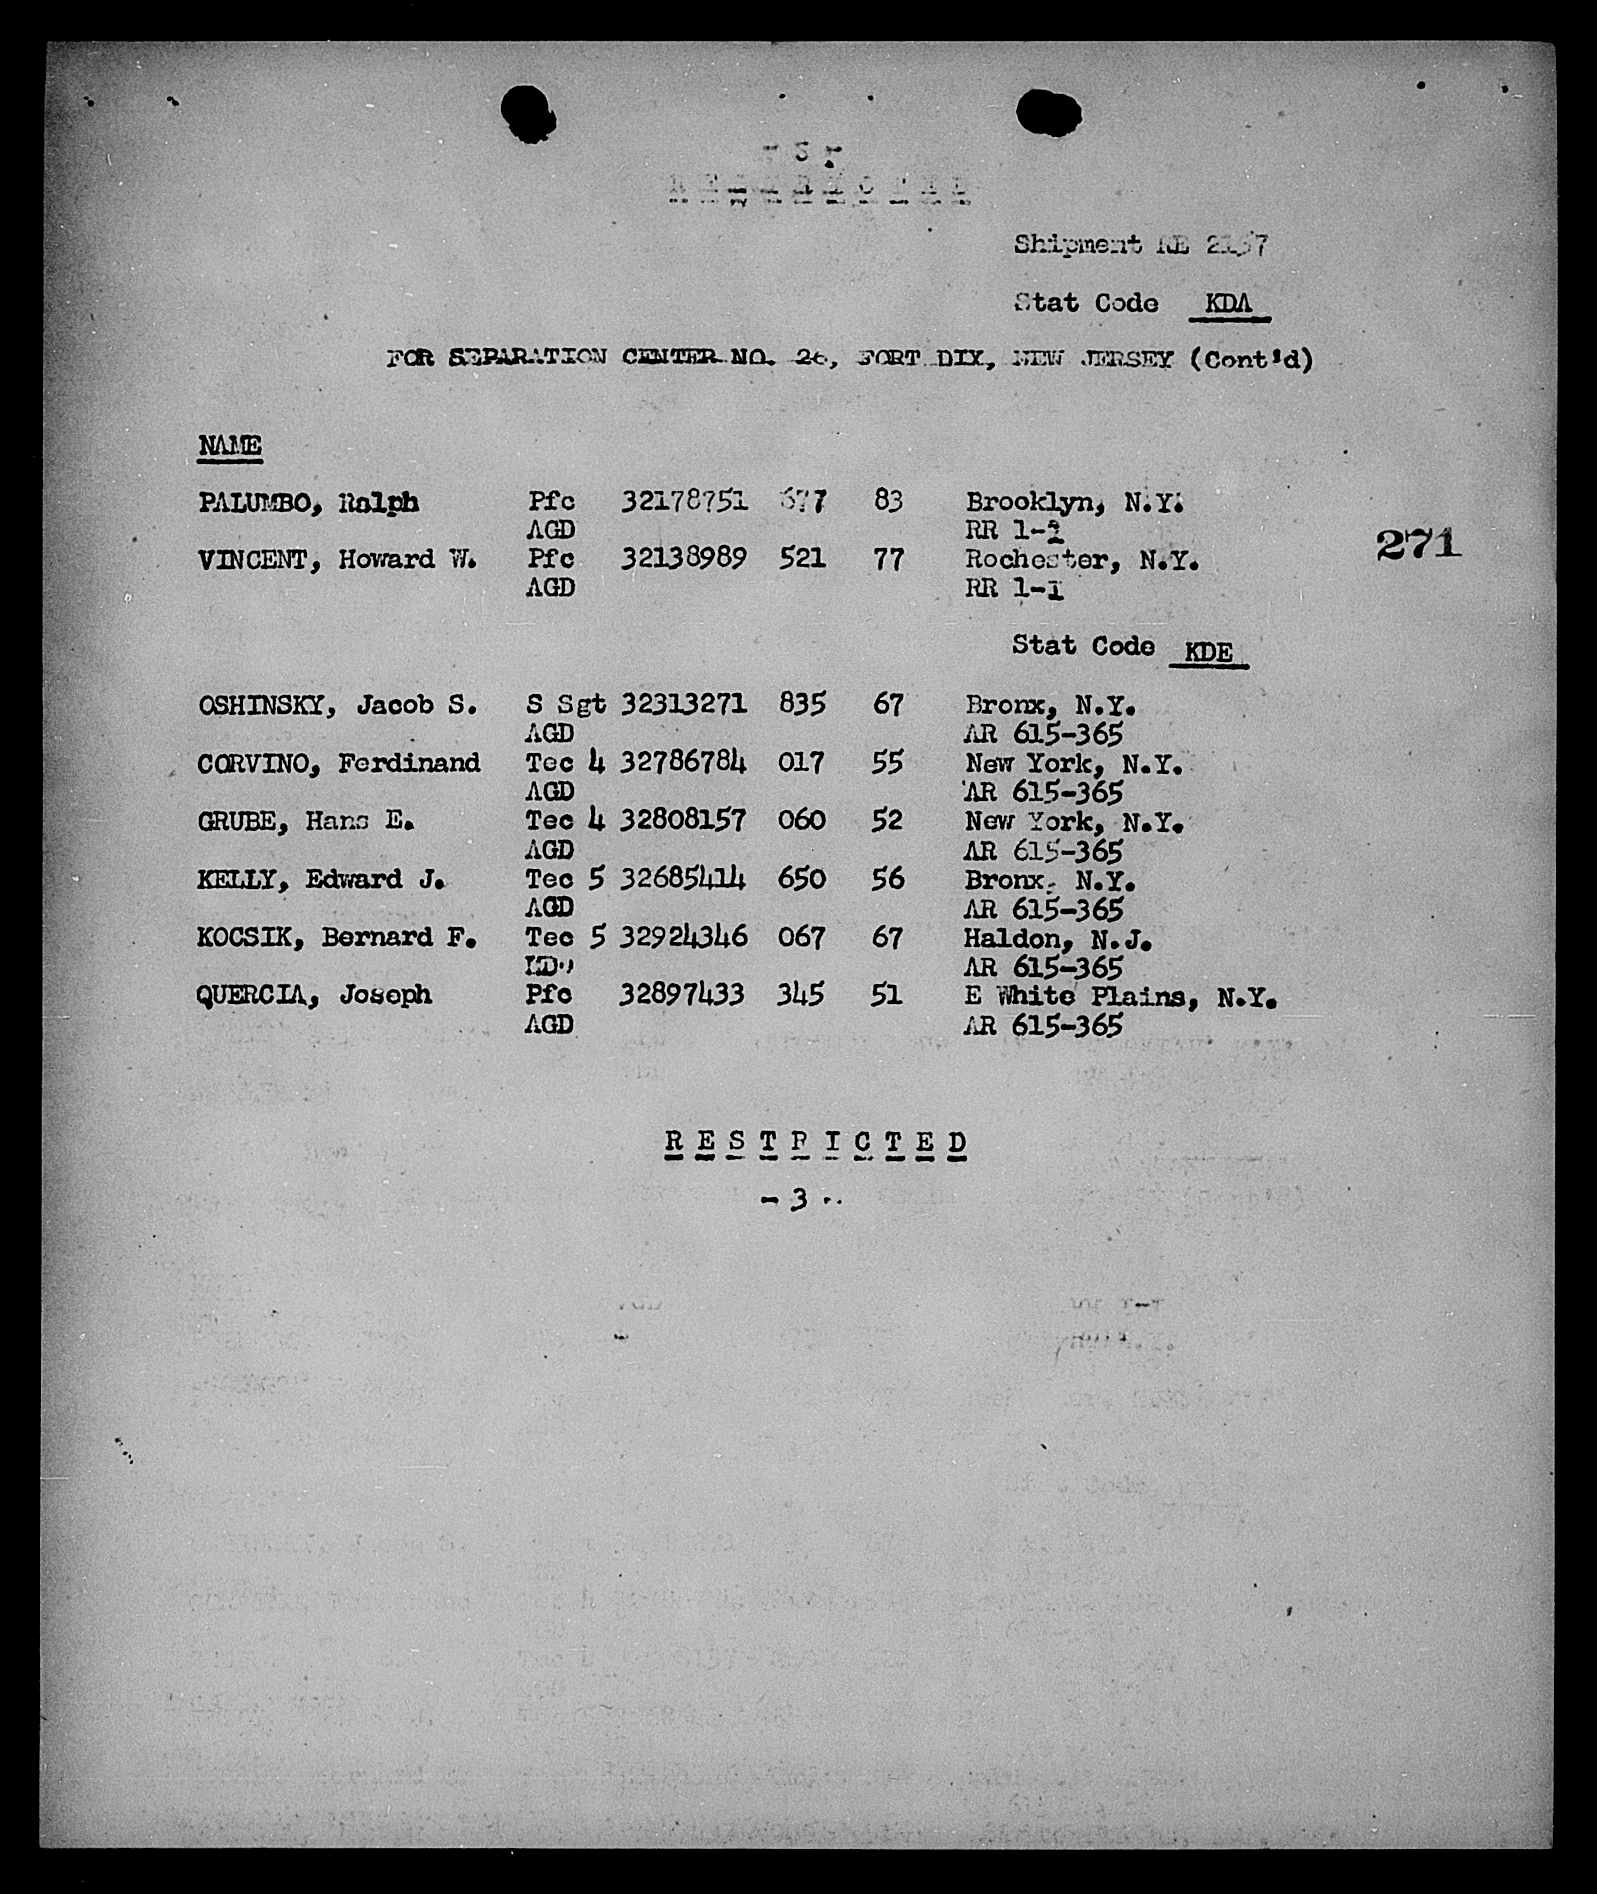 Shipment RE
Stat Code KDA
FOR SEPARATION CENTER NO. 26, FORT DIX, NEW JERSEY (Cont'd)
NAME
PALUMBO, Ralph Pfc 32178751 677 83 Brooklyn, N.Y.
AGD RR 1-2
271
VINCENT, Howard W. Pfc 32138989 521 77 Rochester, N.Y.
AGD RR 1-1
Stat Code KDE
OSHINSKY, Jacob S. S Sgt 32313271 835 67 Bronx, N.Y.
AGD AR 615-365
CORVINO, Ferdinand Tec 4 32786784 017 55 New York, N.Y.
AGD AR 615-365
GRUBE, Hans E. Tec 4 32808157 060 52 New York, N.Y.
AGD AR 615-365
KELLY, Edward J. Tec 5 32685414 650 56 Bronx, N.Y.
AGD AR 615-365
KOCSIK, Bernard F. Tec 5 32924346 067 67 Haldon, N.J.
AR 615-365
QUERCIA, Joseph Pfc 32897433 345 51 E White Plains, N.Y.
AGD AR 615-365
RESTRICTED
- 3 -